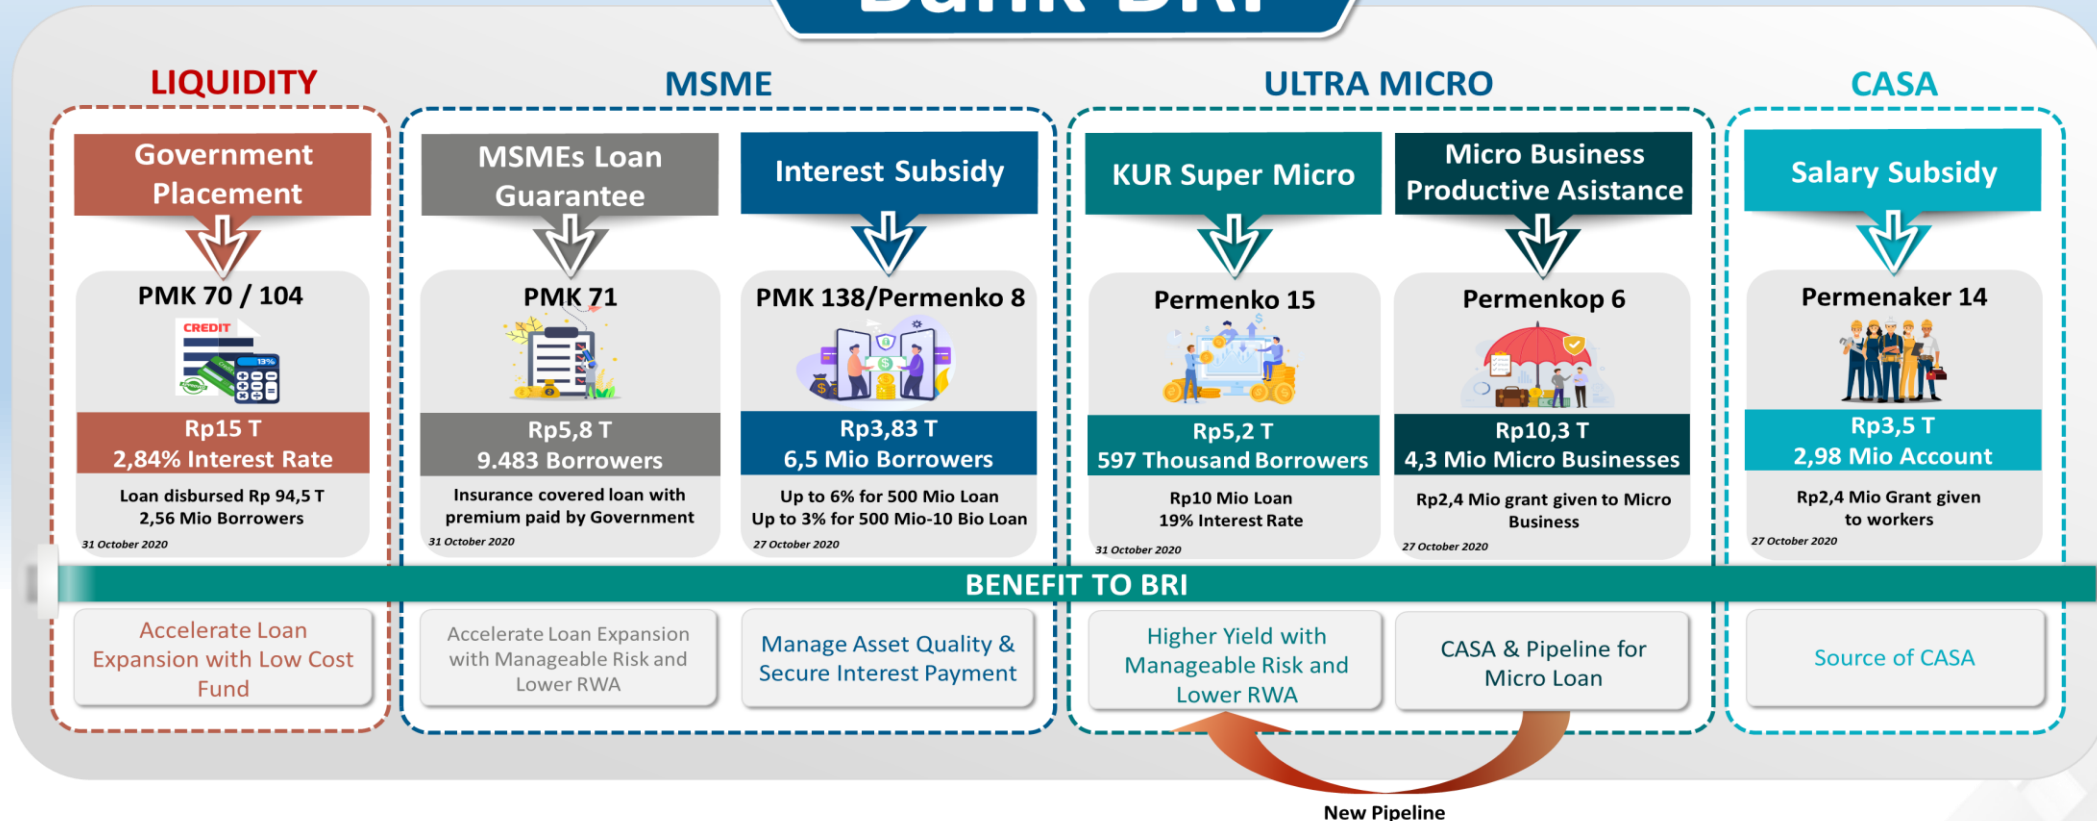 Bank BRI
LIQUIDITY
Government
Placement
PMK 70 / 104
CREDIT
13%
Rp15 T
2,84% Interest Rate
Loan disbursed Rp 94,5 T
2,56 Mio Borrowers
31 October 2020
MSME
MSMEs Loan
Guarantee
PMK 71
Rp5,8 T
9.483 Borrowers
Insurance covered loan with
premium paid by Government
31 October 2020
Interest Subsidy
PMK 138/Permenko 8
Rp3,83 T
6,5 Mio Borrowers
Up to 6% for 500 Mio Loan
Up to 3% for 500 Mio-10 Bio Loan
27 October 2020
ULTRA MICRO
KUR Super Micro
Permenko 15
Rp5,2 T
597 Thousand Borrowers
Rp10 Mio Loan
19% Interest Rate
31 October 2020
Micro Business
Productive Asistance
Permenkop 6
Rp10,3 T
4,3 Mio Micro Businesses
Rp2,4 Mio grant given to Micro
Business
27 October 2020
CASA
Salary Subsidy
Permenaker 14
Rp3,5 T
2,98 Mio Account
Rp2,4 Mio Grant given
to workers
27 October 2020
BENEFIT TO BRI
Accelerate Loan
Expansion with Low Cost
Fund
Accelerate Loan Expansion
with Manageable Risk and
Lower RWA
Manage Asset Quality &
Secure Interest Payment
Higher Yield with
Manageable Risk and
Lower RWA
CASA & Pipeline for
Micro Loan
Source of CASA
New Pipeline